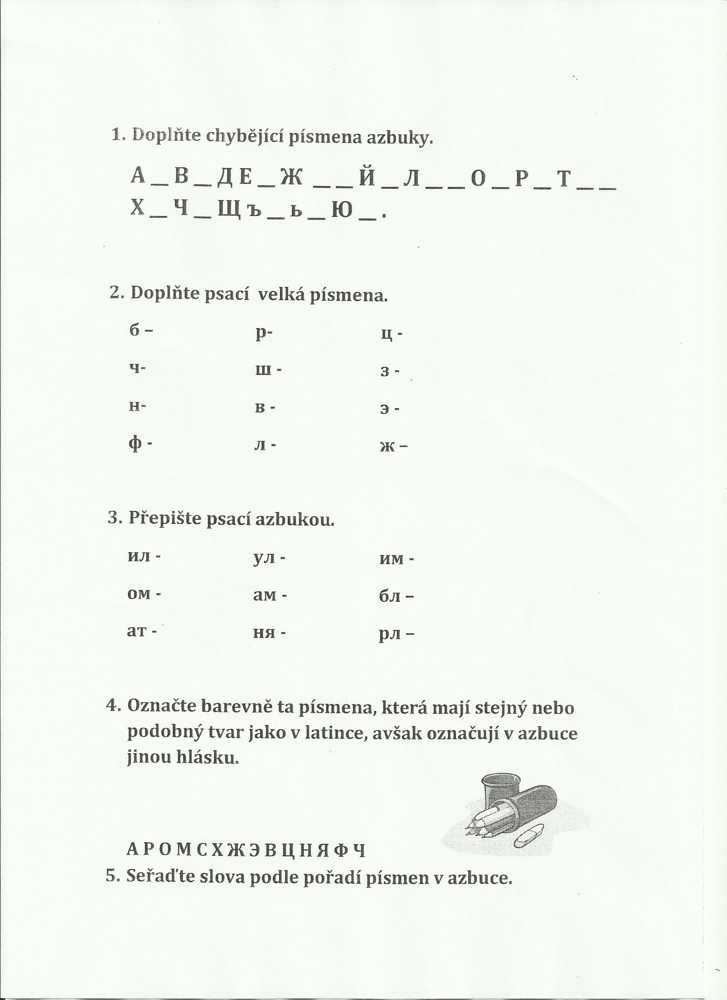 1. Doplňte chybějící písmena azbuky.
А _ В _ Д Е _ Ж _ _ Й _ Л _ _ О _ Р _ Т _ _
Х _ Ч _ Щ ъ _ ь _ Ю _ .
2. Doplňte psací velká písmena.
б – р- ц -
ч- ш - з -
н- в - э -
ф - л - ж –
3. Přepište psací azbukou.
ил - ул - им -
ом - ам - бл –
ат - ня - рл –
4. Označte barevně ta písmena, která mají stejný nebo
podobný tvar jako v latince, avšak označují v azbuce
jinou hlásku.
А Р О М С Х Ж Э В Ц Н Я Ф Ч
5. Seřaďte slova podle pořadí písmen v azbuce.